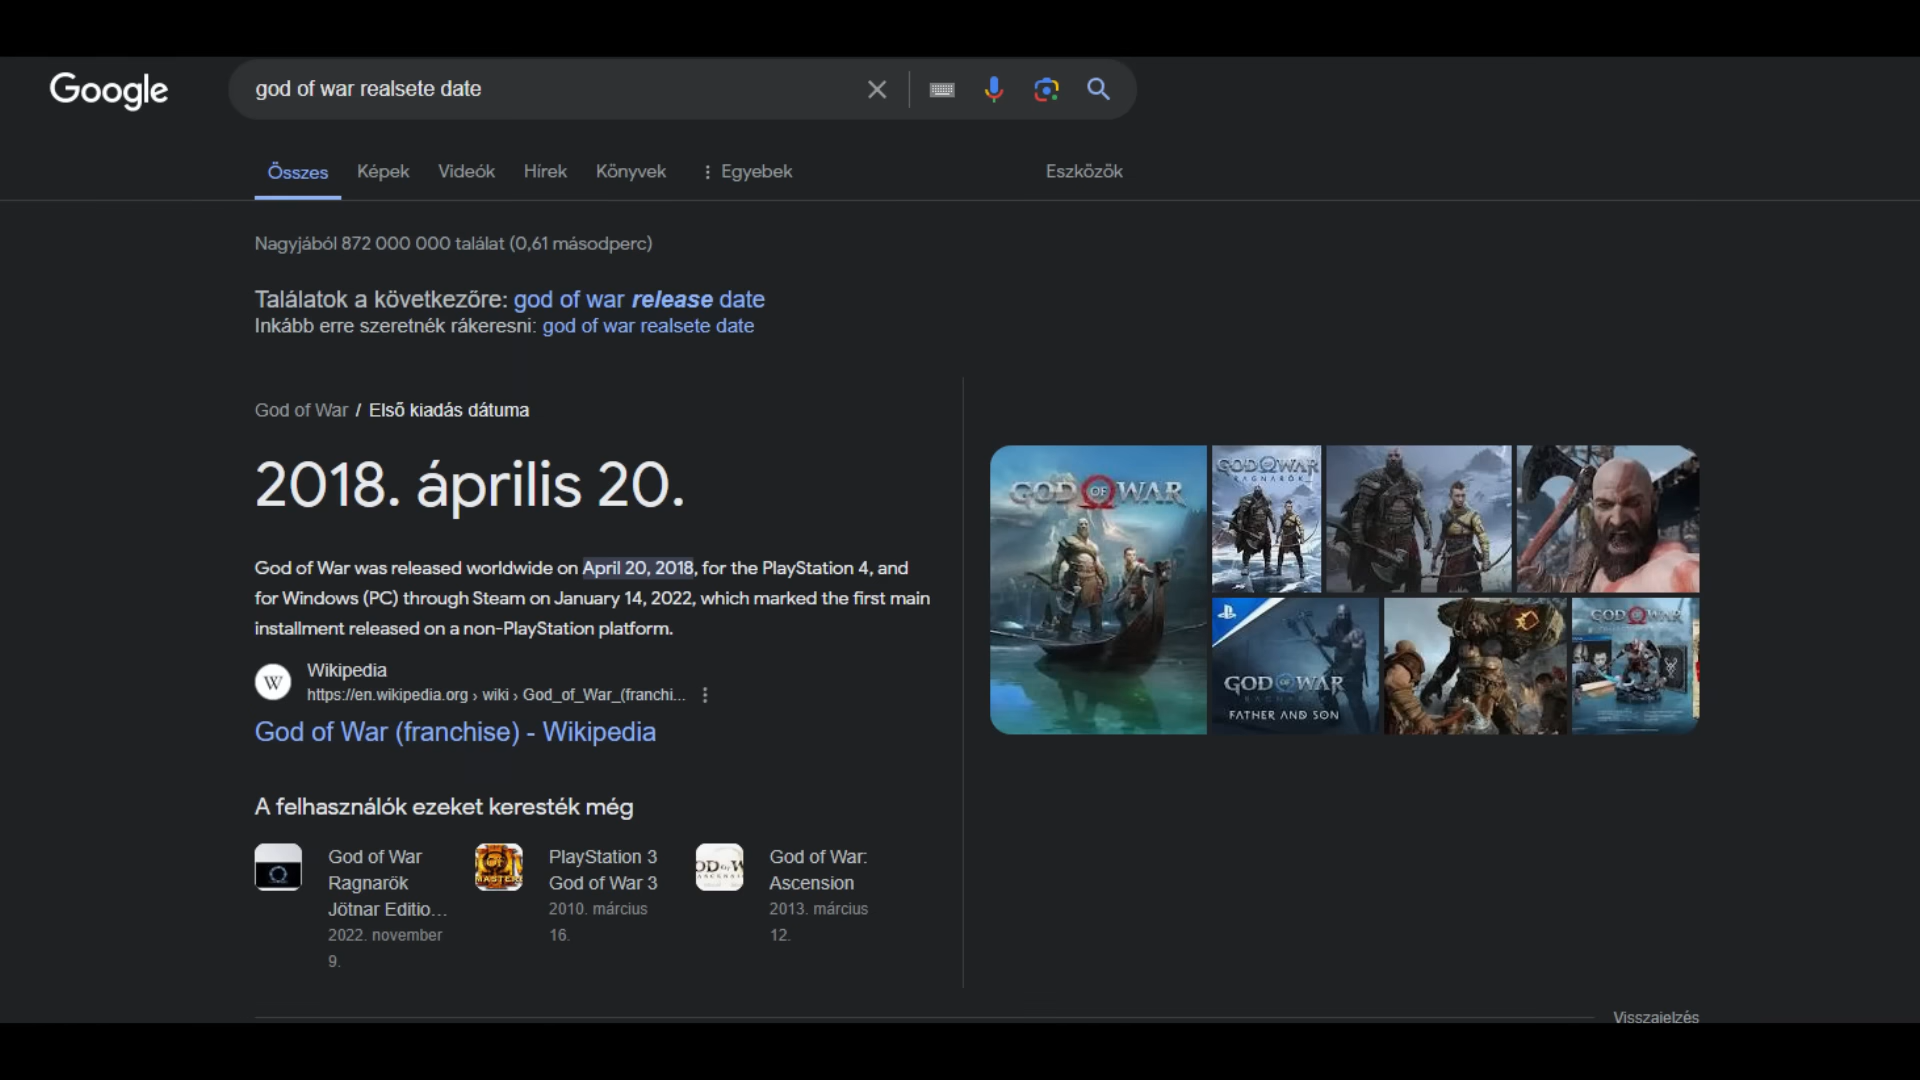 Google
god of war realsete date
Összes
Képek
Videók
Hírek
Könyvek
Egyebek
Eszközök
Nagyjából 872 000 000 találat (0,61 másodperc)
Találatok a következőre: god of war release date
Inkább erre szeretnék rákeresni: god of war realsete date
God of War / Első kiadás dátuma
2018. április 20.
God of War was released worldwide on April 20, 2018, for the PlayStation 4, and
for Windows (PC) through Steam on January 14, 2022, which marked the first main
installment released on a non-PlayStation platform.
W
Wikipedia
https://en.wikipedia.org › wiki › God_of_War_(franchi...
God of War (franchise) - Wikipedia
GOD OF WAR
GOD OF WAR
RAGNARÖK
GOD OF WAR
RAGNARÖK
FATHER AND SON
GOD OF WAR
A felhasználók ezeket keresték még
God of War
Ragnarök
Jötnar Editio...
2022. november
9.
PlayStation 3
God of War 3
2010. március
16.
God of War:
Ascension
2013. március
12.
Visszajelzés